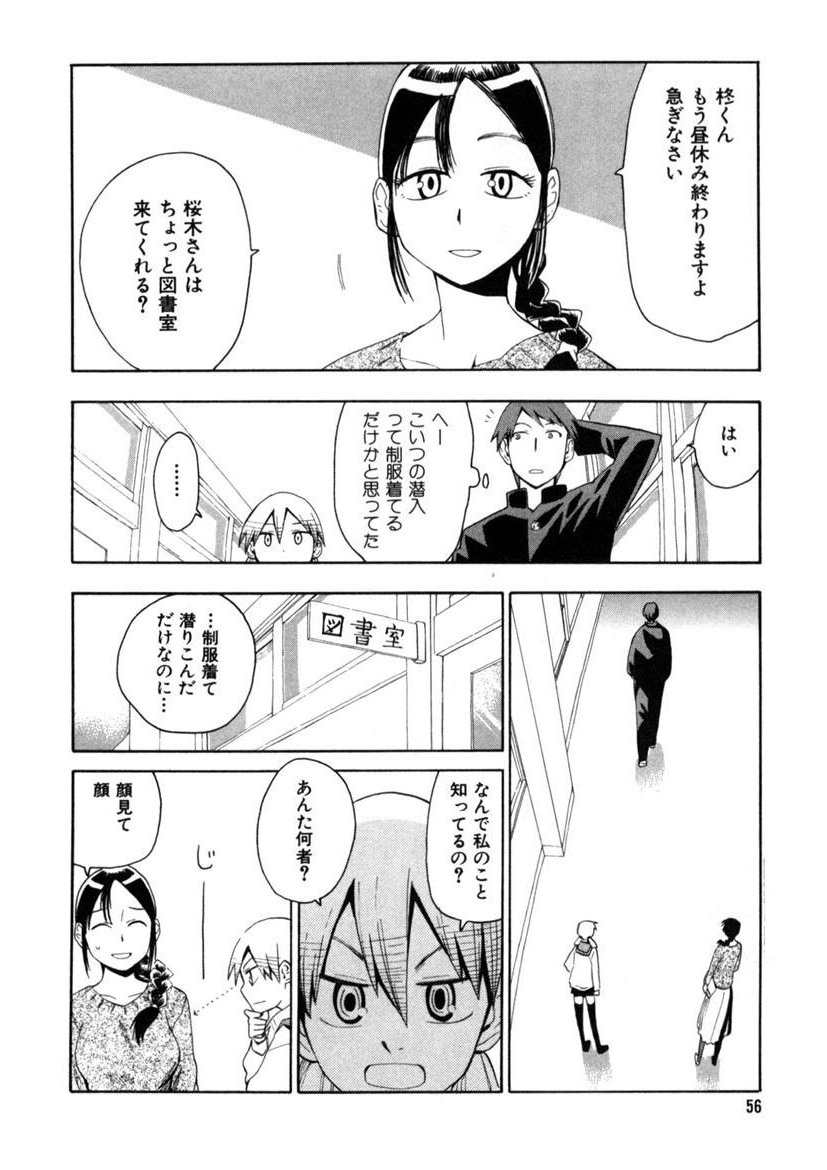 柊くん
もう昼休み終わりますよ
急ぎなさい
桜木さんは
ちょっと図書室
来てくれる?
はい
へー
こいつの潜入
って制服着てる
だけかと思ってた
……
図書室
…制服着て
潜りこんだ
だけなのに…
なんで私のこと
知ってるの?
あんた何者?
じ
｜
顔見て
顔
56